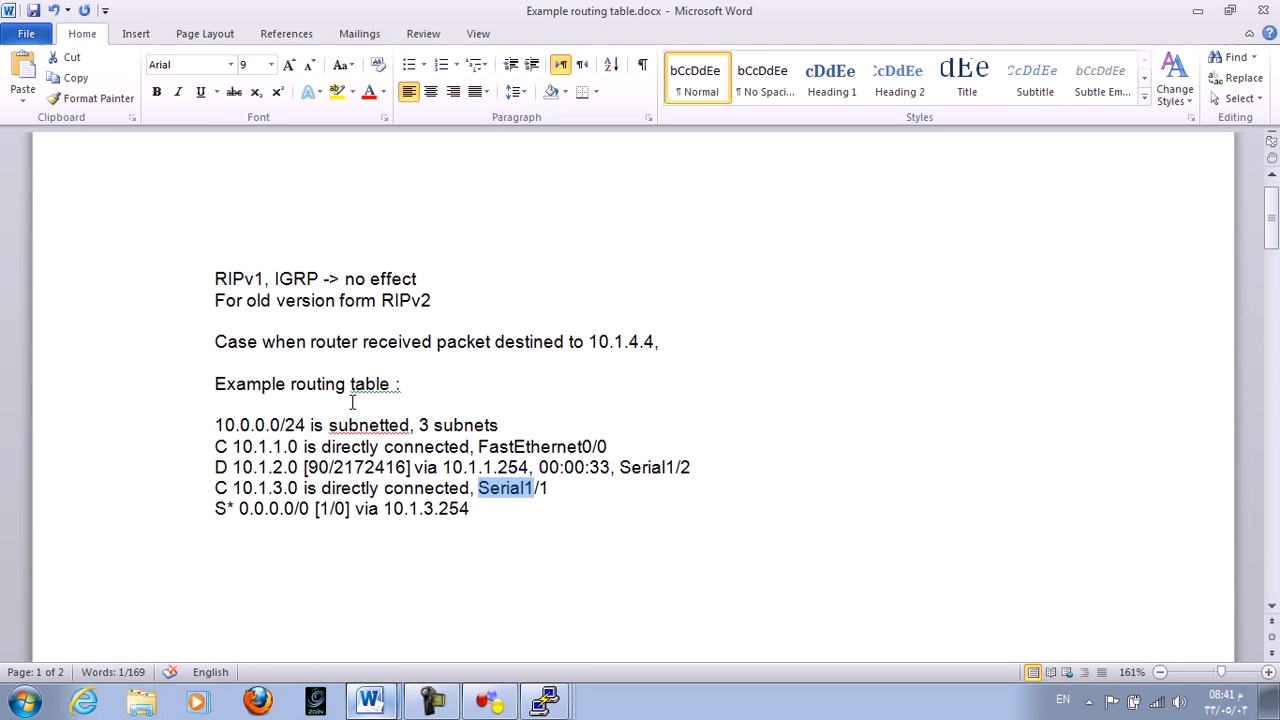 Example routing table.docx - Microsoft Word
File Home Insert Page Layout References Mailings Review View
Cut
Copy
Format Painter
Paste
Clipboard
Arial 9
Font
Paragraph
bCcDdEe bCcDdEe cDdEe :cDdEe dEe CcDdEe bCcDdEe
¶ Normal ¶ No Spaci... Heading 1 Heading 2 Title Subtitle Subtle Em...
Styles
Change Styles
Find
Replace
Select
Editing
RIPv1, IGRP -> no effect
For old version form RIPv2
Case when router received packet destined to 10.1.4.4,
Example routing table :
10.0.0.0/24 is subnetted, 3 subnets
C 10.1.1.0 is directly connected, FastEthernet0/0
D 10.1.2.0 [90/2172416] via 10.1.1.254, 00:00:33, Serial1/2
C 10.1.3.0 is directly connected, Serial1/1
S* 0.0.0.0/0 [1/0] via 10.1.3.254
Page: 1 of 2 Words: 1/169 English 161%
zain
EN
08:41 م
٣٢/٠٥/٠٣